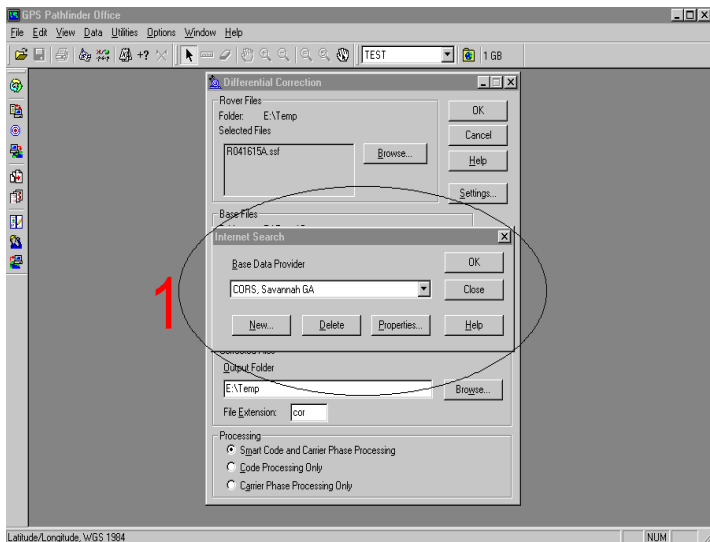 GPS Pathfinder Office
File Edit View Data Utilities Options Window Help
+? TEST 1 GB
Differential Correction
Rover Files
Folder: E:\Temp
Selected Files
R041615A.ssf
Browse...
OK
Cancel
Help
Settings...
Base Files
Internet Search
Base Data Provider
CORS, Savannah GA
OK
Close
New... Delete Properties... Help
1
Corrected Files
Output Folder
E:\Temp
Browse...
File Extension: cor
Processing
Smart Code and Carrier Phase Processing
Code Processing Only
Carrier Phase Processing Only
Latitude/Longitude, WGS 1984 NUM